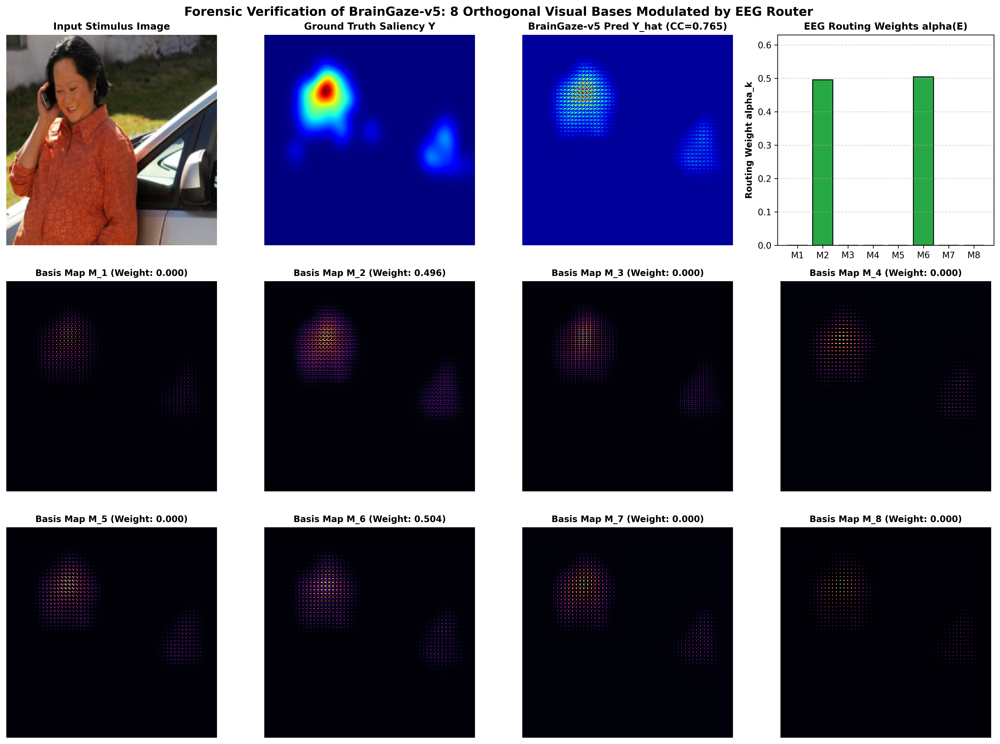 Forensic Verification of BrainGaze-v5: 8 Orthogonal Visual Bases Modulated by EEG Router
Input Stimulus Image
Ground Truth Saliency Y
BrainGaze-v5 Pred Y_hat (CC=0.765)
EEG Routing Weights alpha(E)
Routing Weight alpha_k
0.6
0.5
0.4
0.3
0.2
0.1
0.0
M1 M2 M3 M4 M5 M6 M7 M8
Basis Map M_1 (Weight: 0.000)
Basis Map M_2 (Weight: 0.496)
Basis Map M_3 (Weight: 0.000)
Basis Map M_4 (Weight: 0.000)
Basis Map M_5 (Weight: 0.000)
Basis Map M_6 (Weight: 0.504)
Basis Map M_7 (Weight: 0.000)
Basis Map M_8 (Weight: 0.000)